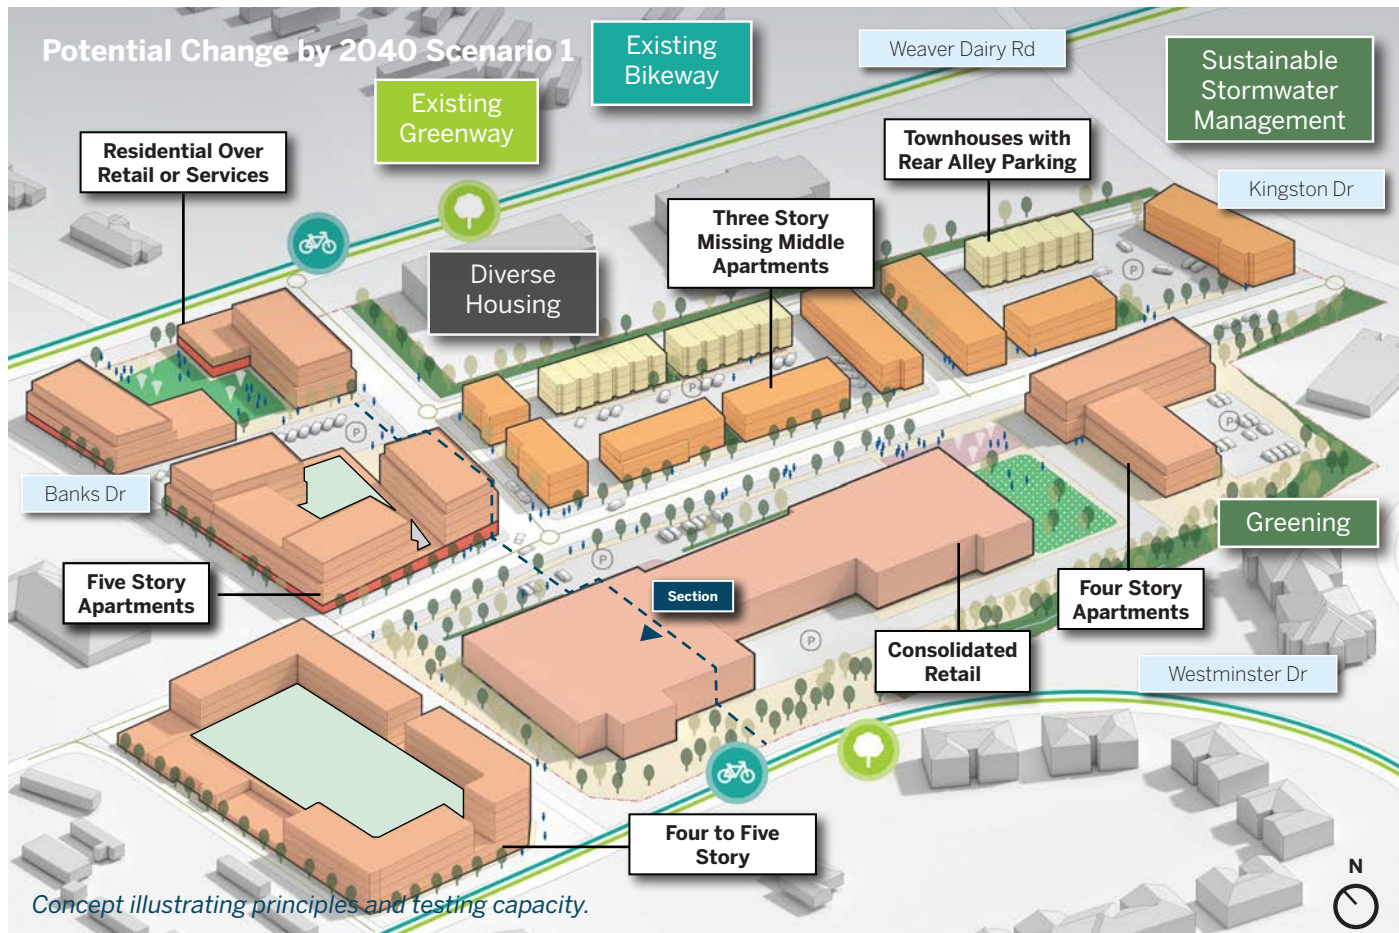 Potential Change by 2040 Scenario 1
Existing
Bikeway
Weaver Dairy Rd
Sustainable
Stormwater
Management
Existing
Greenway
Residential Over
Retail or Services
Townhouses with
Rear Alley Parking
Kingston Dr
Three Story
Missing Middle
Apartments
Diverse
Housing
P
P
P
P
Banks Dr
Greening
P
Five Story
Apartments
Section
Four Story
Apartments
P
Consolidated
Retail
Westminster Dr
Four to Five
Story
N
Concept illustrating principles and testing capacity.